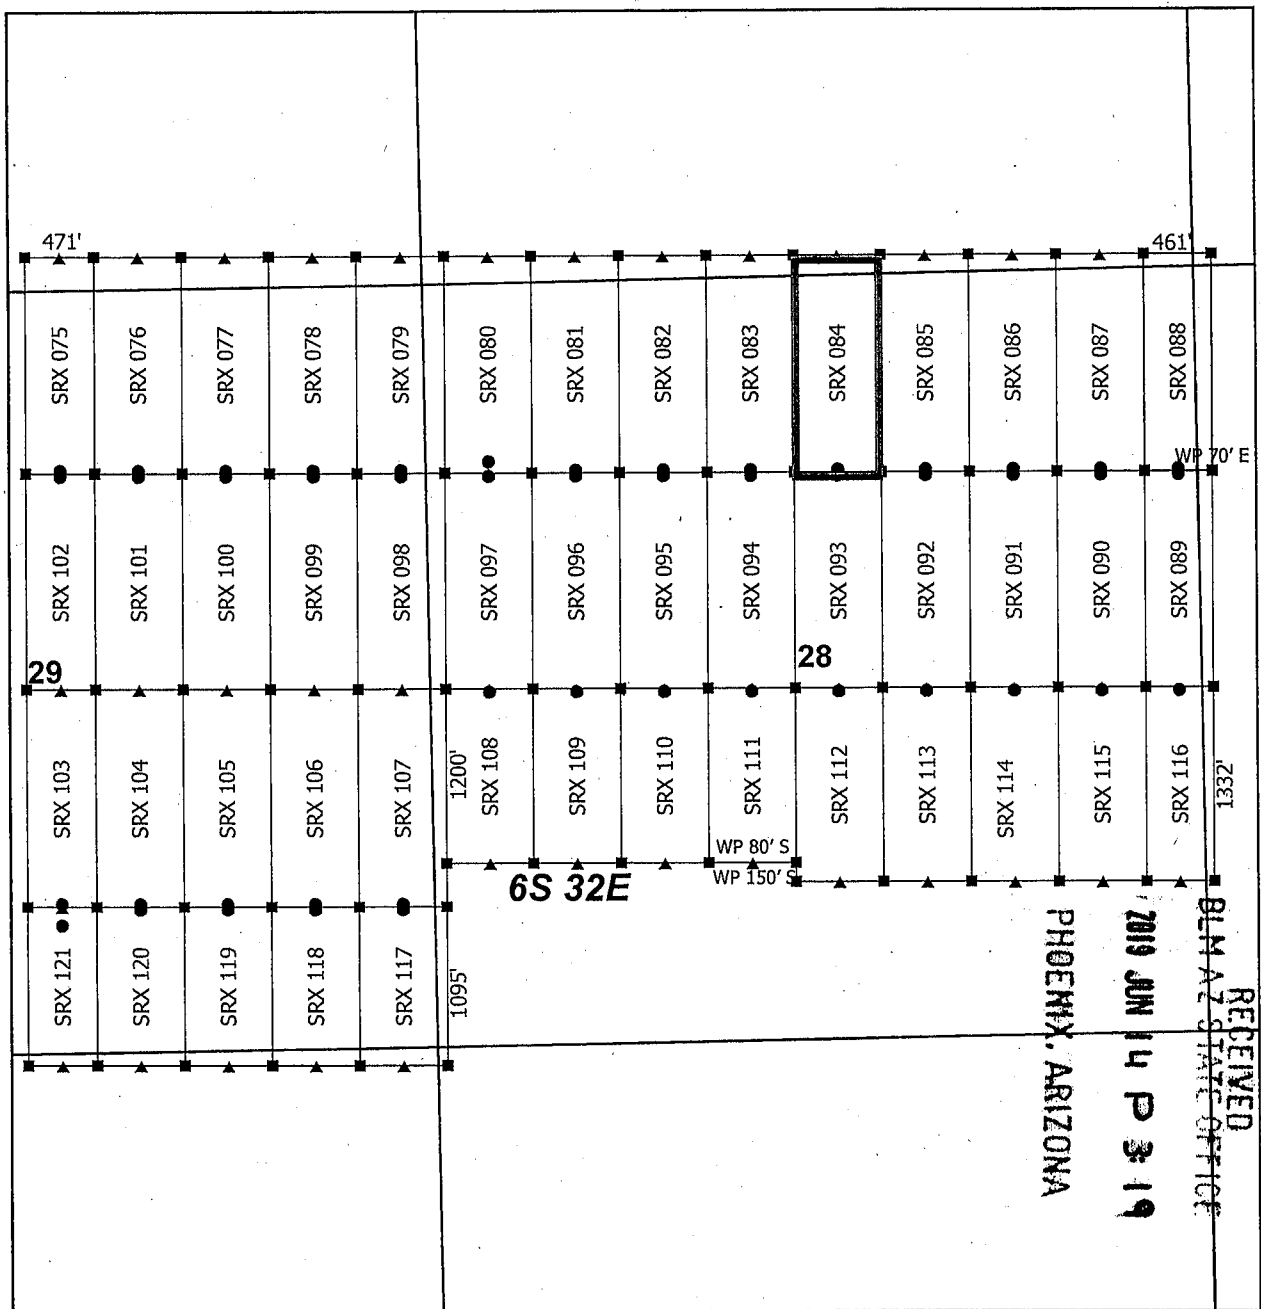 471'
461'
SRX 075
SRX 076
SRX 077
SRX 078
SRX 079
SRX 080
SRX 081
SRX 082
SRX 083
SRX 084
SRX 085
SRX 086
SRX 087
SRX 088
WP 70' E
SRX 102
SRX 101
SRX 100
SRX 099
SRX 098
SRX 097
SRX 096
SRX 095
SRX 094
SRX 093
SRX 092
SRX 091
SRX 090
SRX 089
29
28
SRX 103
SRX 104
SRX 105
SRX 106
SRX 107
1200'
SRX 108
SRX 109
SRX 110
SRX 111
SRX 112
SRX 113
SRX 114
SRX 115
SRX 116
1332'
WP 80' S
WP 150' S
6S 32E
SRX 121
SRX 120
SRX 119
SRX 118
SRX 117
1095'
RECEIVED
BLM AZ STATE OFFICE
2019 JUN 14 P 3:19
PHOENIX, ARIZONA